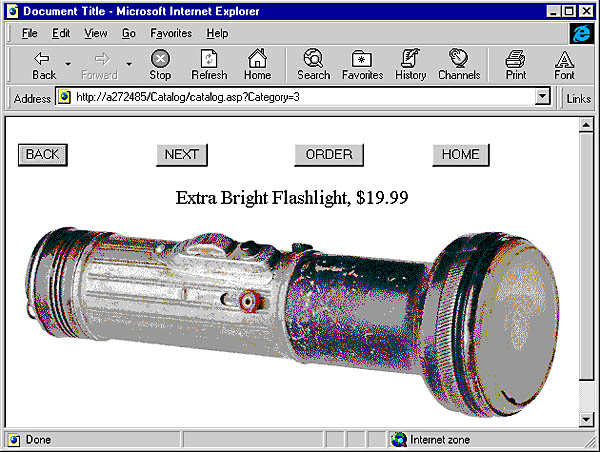 Document Title - Microsoft Internet Explorer
File Edit View Go Favorites Help
Back Forward Stop Refresh Home Search Favorites History Channels Print Font
Address http://a272485/Catalog/catalog.asp?Category=3 Links
BACK NEXT ORDER HOME
Extra Bright Flashlight, $19.99
Done Internet zone